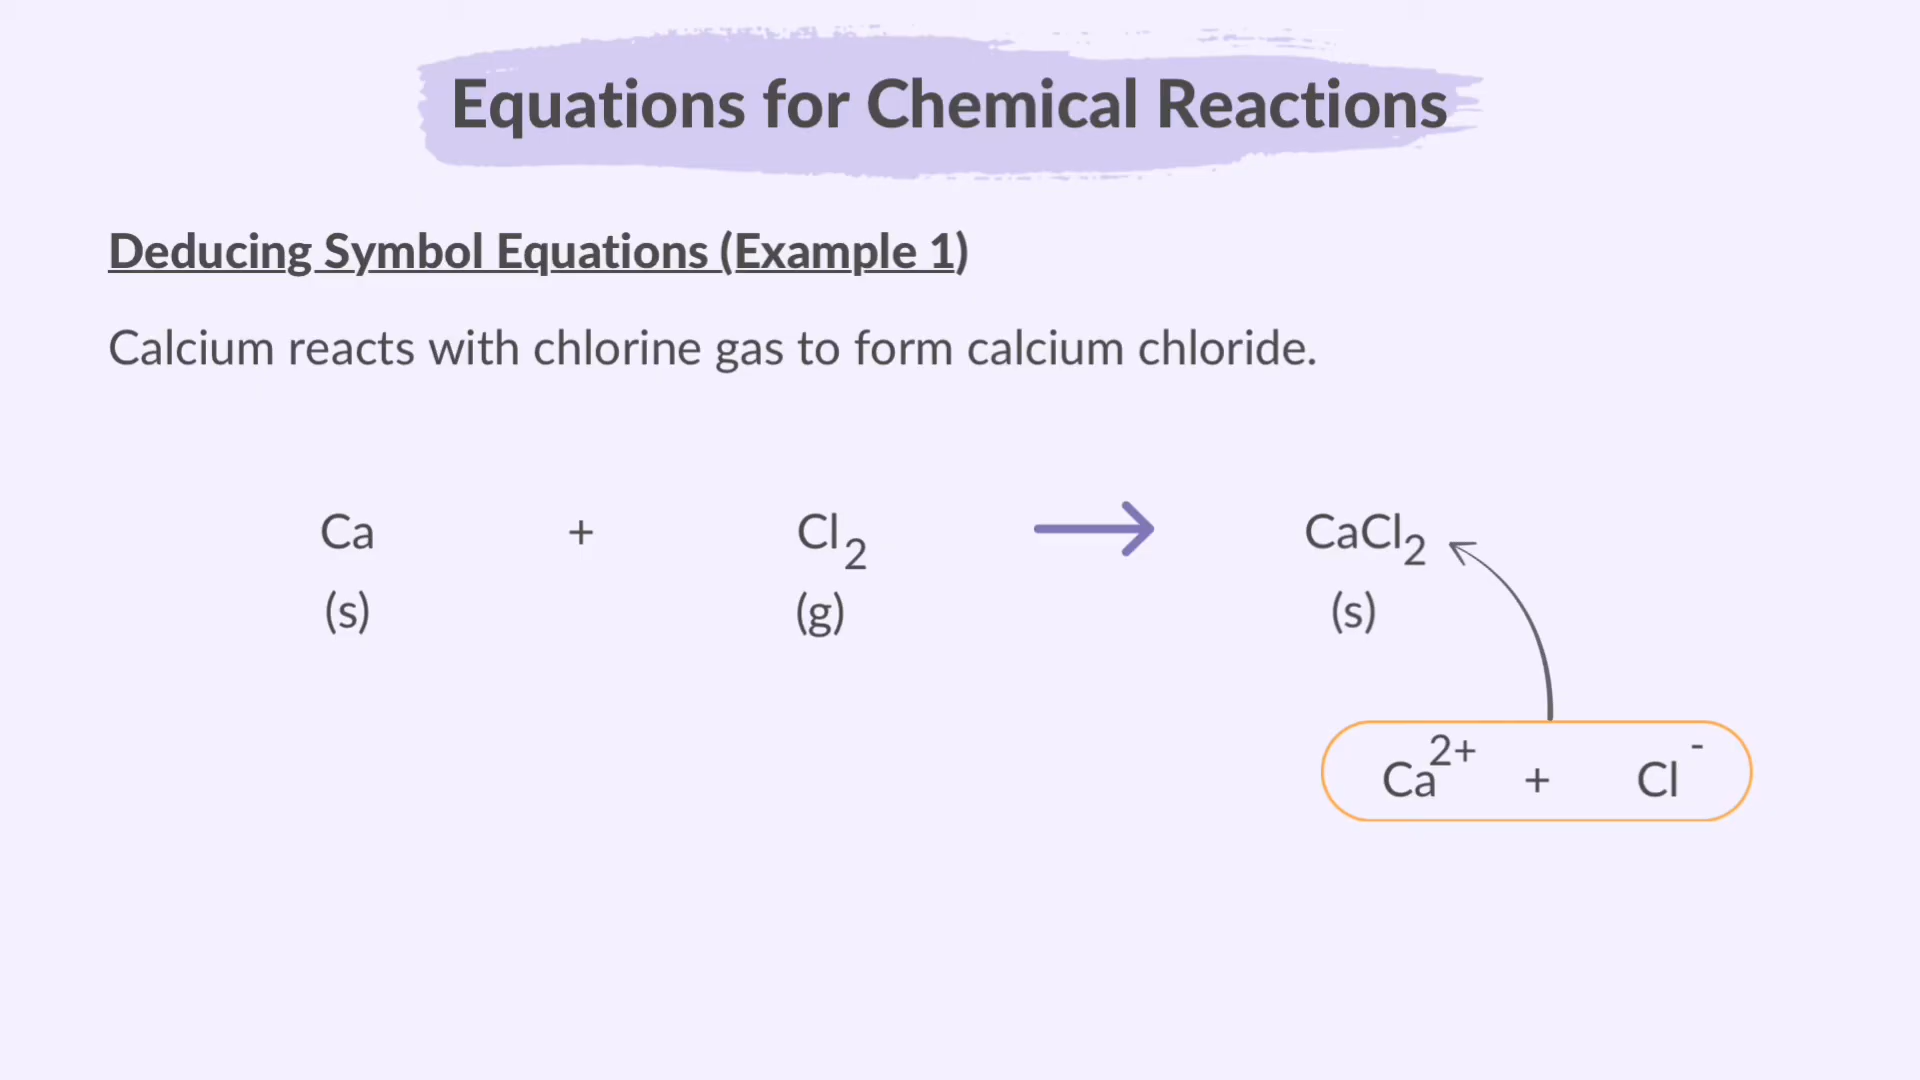 Equations for Chemical Reactions
Deducing Symbol Equations (Example 1)
Calcium reacts with chlorine gas to form calcium chloride.
Ca + Cl₂ → CaCl₂
(s) (g) (s)
Ca²⁺ + Cl⁻